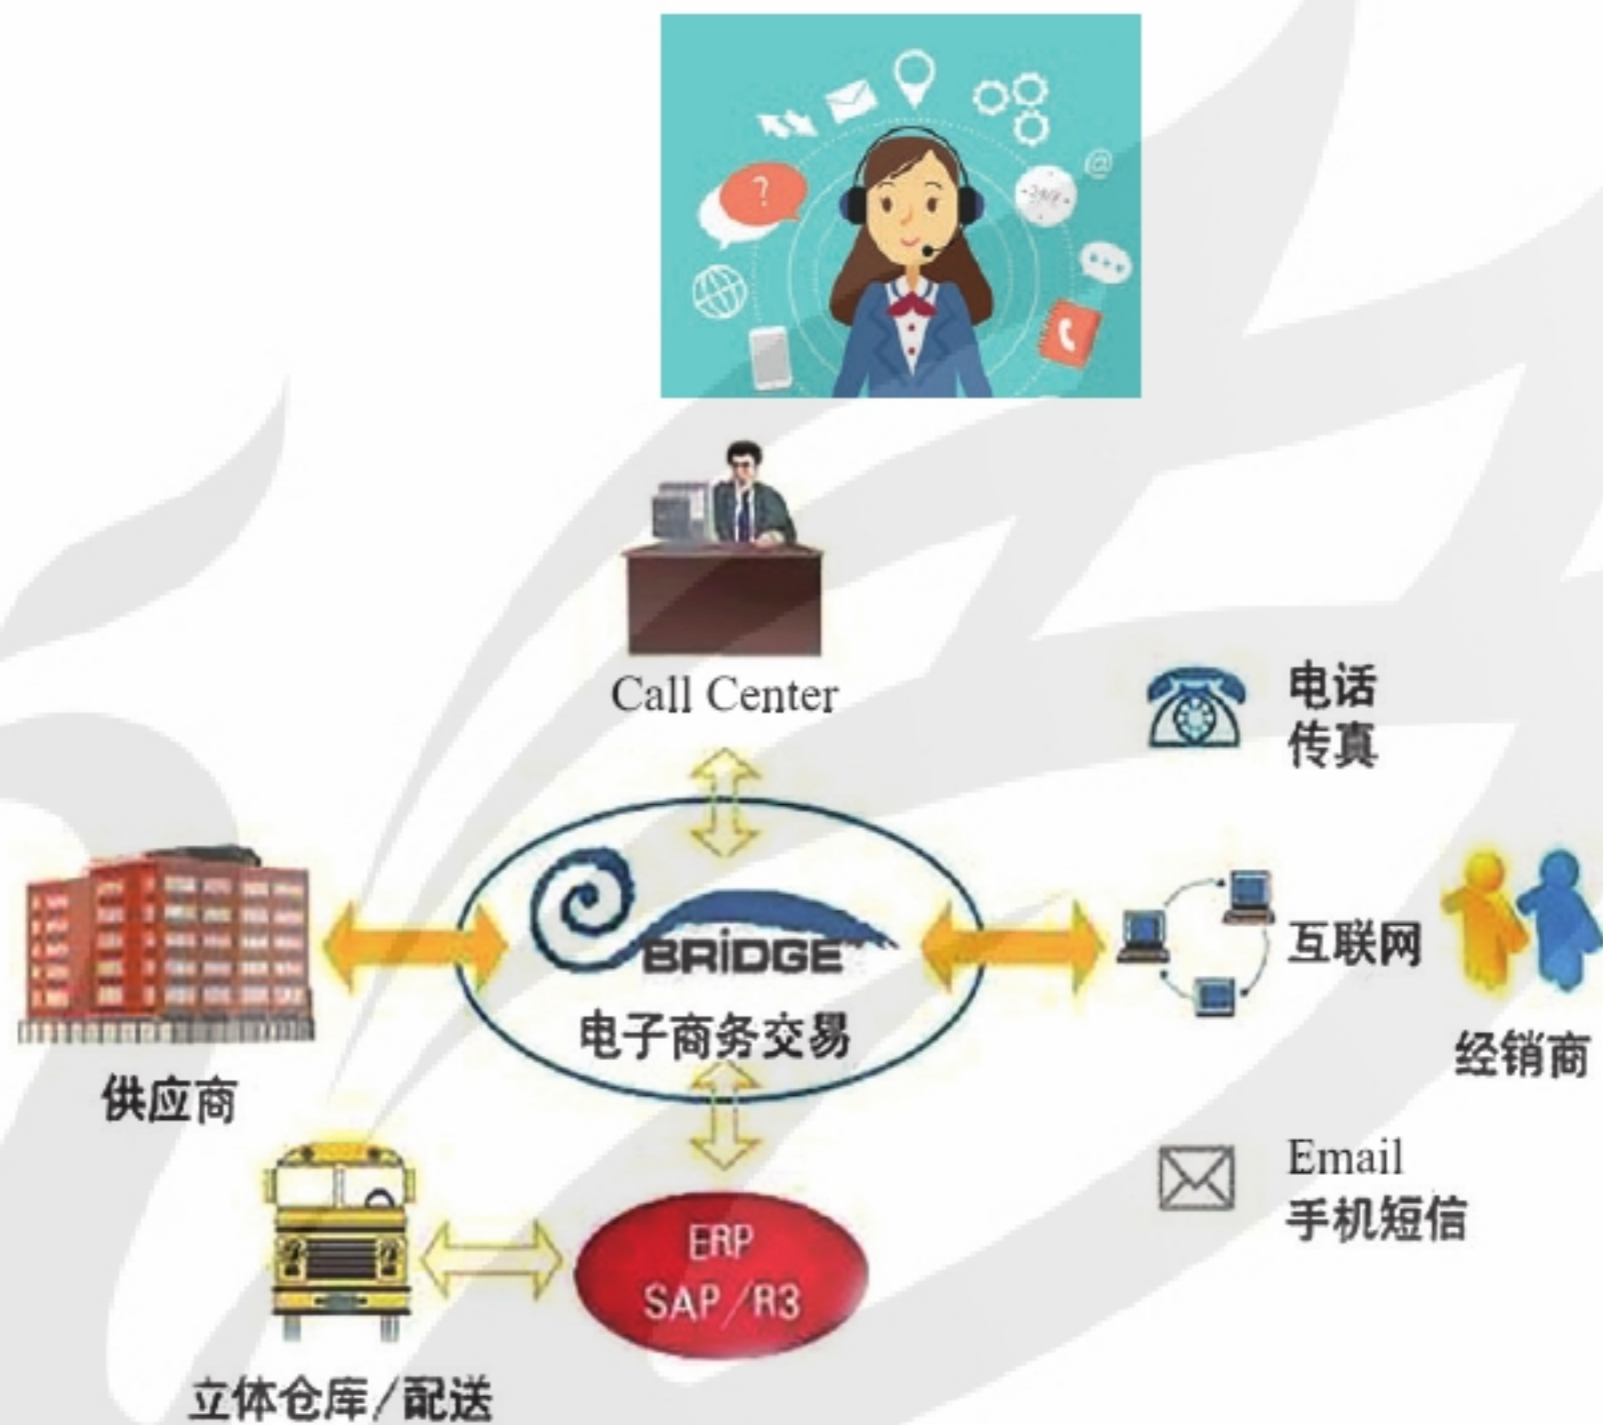 ?
@
Call Center
电话
传真
BRiDGE
电子商务交易
互联网
供应商
经销商
Email
手机短信
ERP
SAP/R3
立体仓库/配送